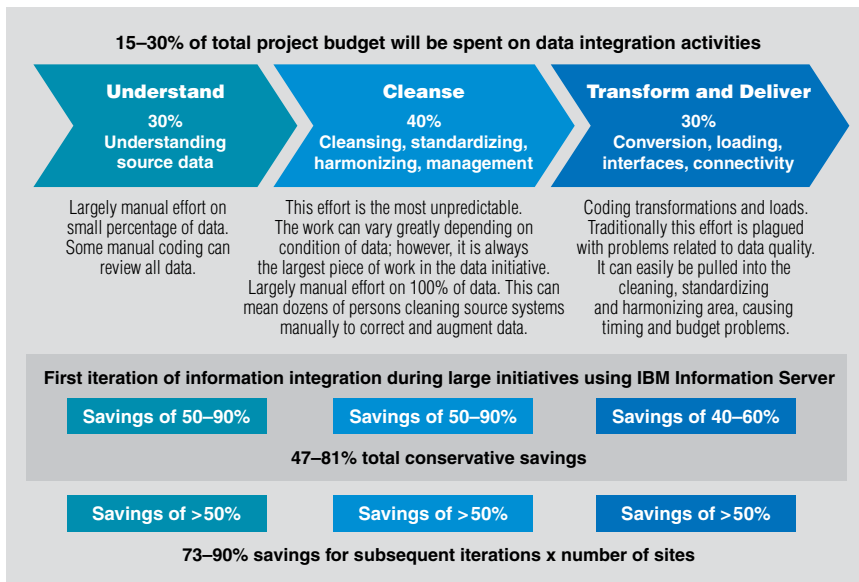 15–30% of total project budget will be spent on data integration activities
Understand
30%
Understanding
source data
Cleanse
40%
Cleansing, standardizing,
harmonizing, management
Transform and Deliver
30%
Conversion, loading,
interfaces, connectivity
Largely manual effort on
small percentage of data.
Some manual coding can
review all data.
This effort is the most unpredictable.
The work can vary greatly depending on
condition of data; however, it is always
the largest piece of work in the data initiative.
Largely manual effort on 100% of data. This can
mean dozens of persons cleaning source systems
manually to correct and augment data.
Coding transformations and loads.
Traditionally this effort is plagued
with problems related to data quality.
It can easily be pulled into the
cleaning, standardizing
and harmonizing area, causing
timing and budget problems.
First iteration of information integration during large initiatives using IBM Information Server
Savings of 50–90%
Savings of 50–90%
Savings of 40–60%
47–81% total conservative savings
Savings of >50%
Savings of >50%
Savings of >50%
73–90% savings for subsequent iterations x number of sites